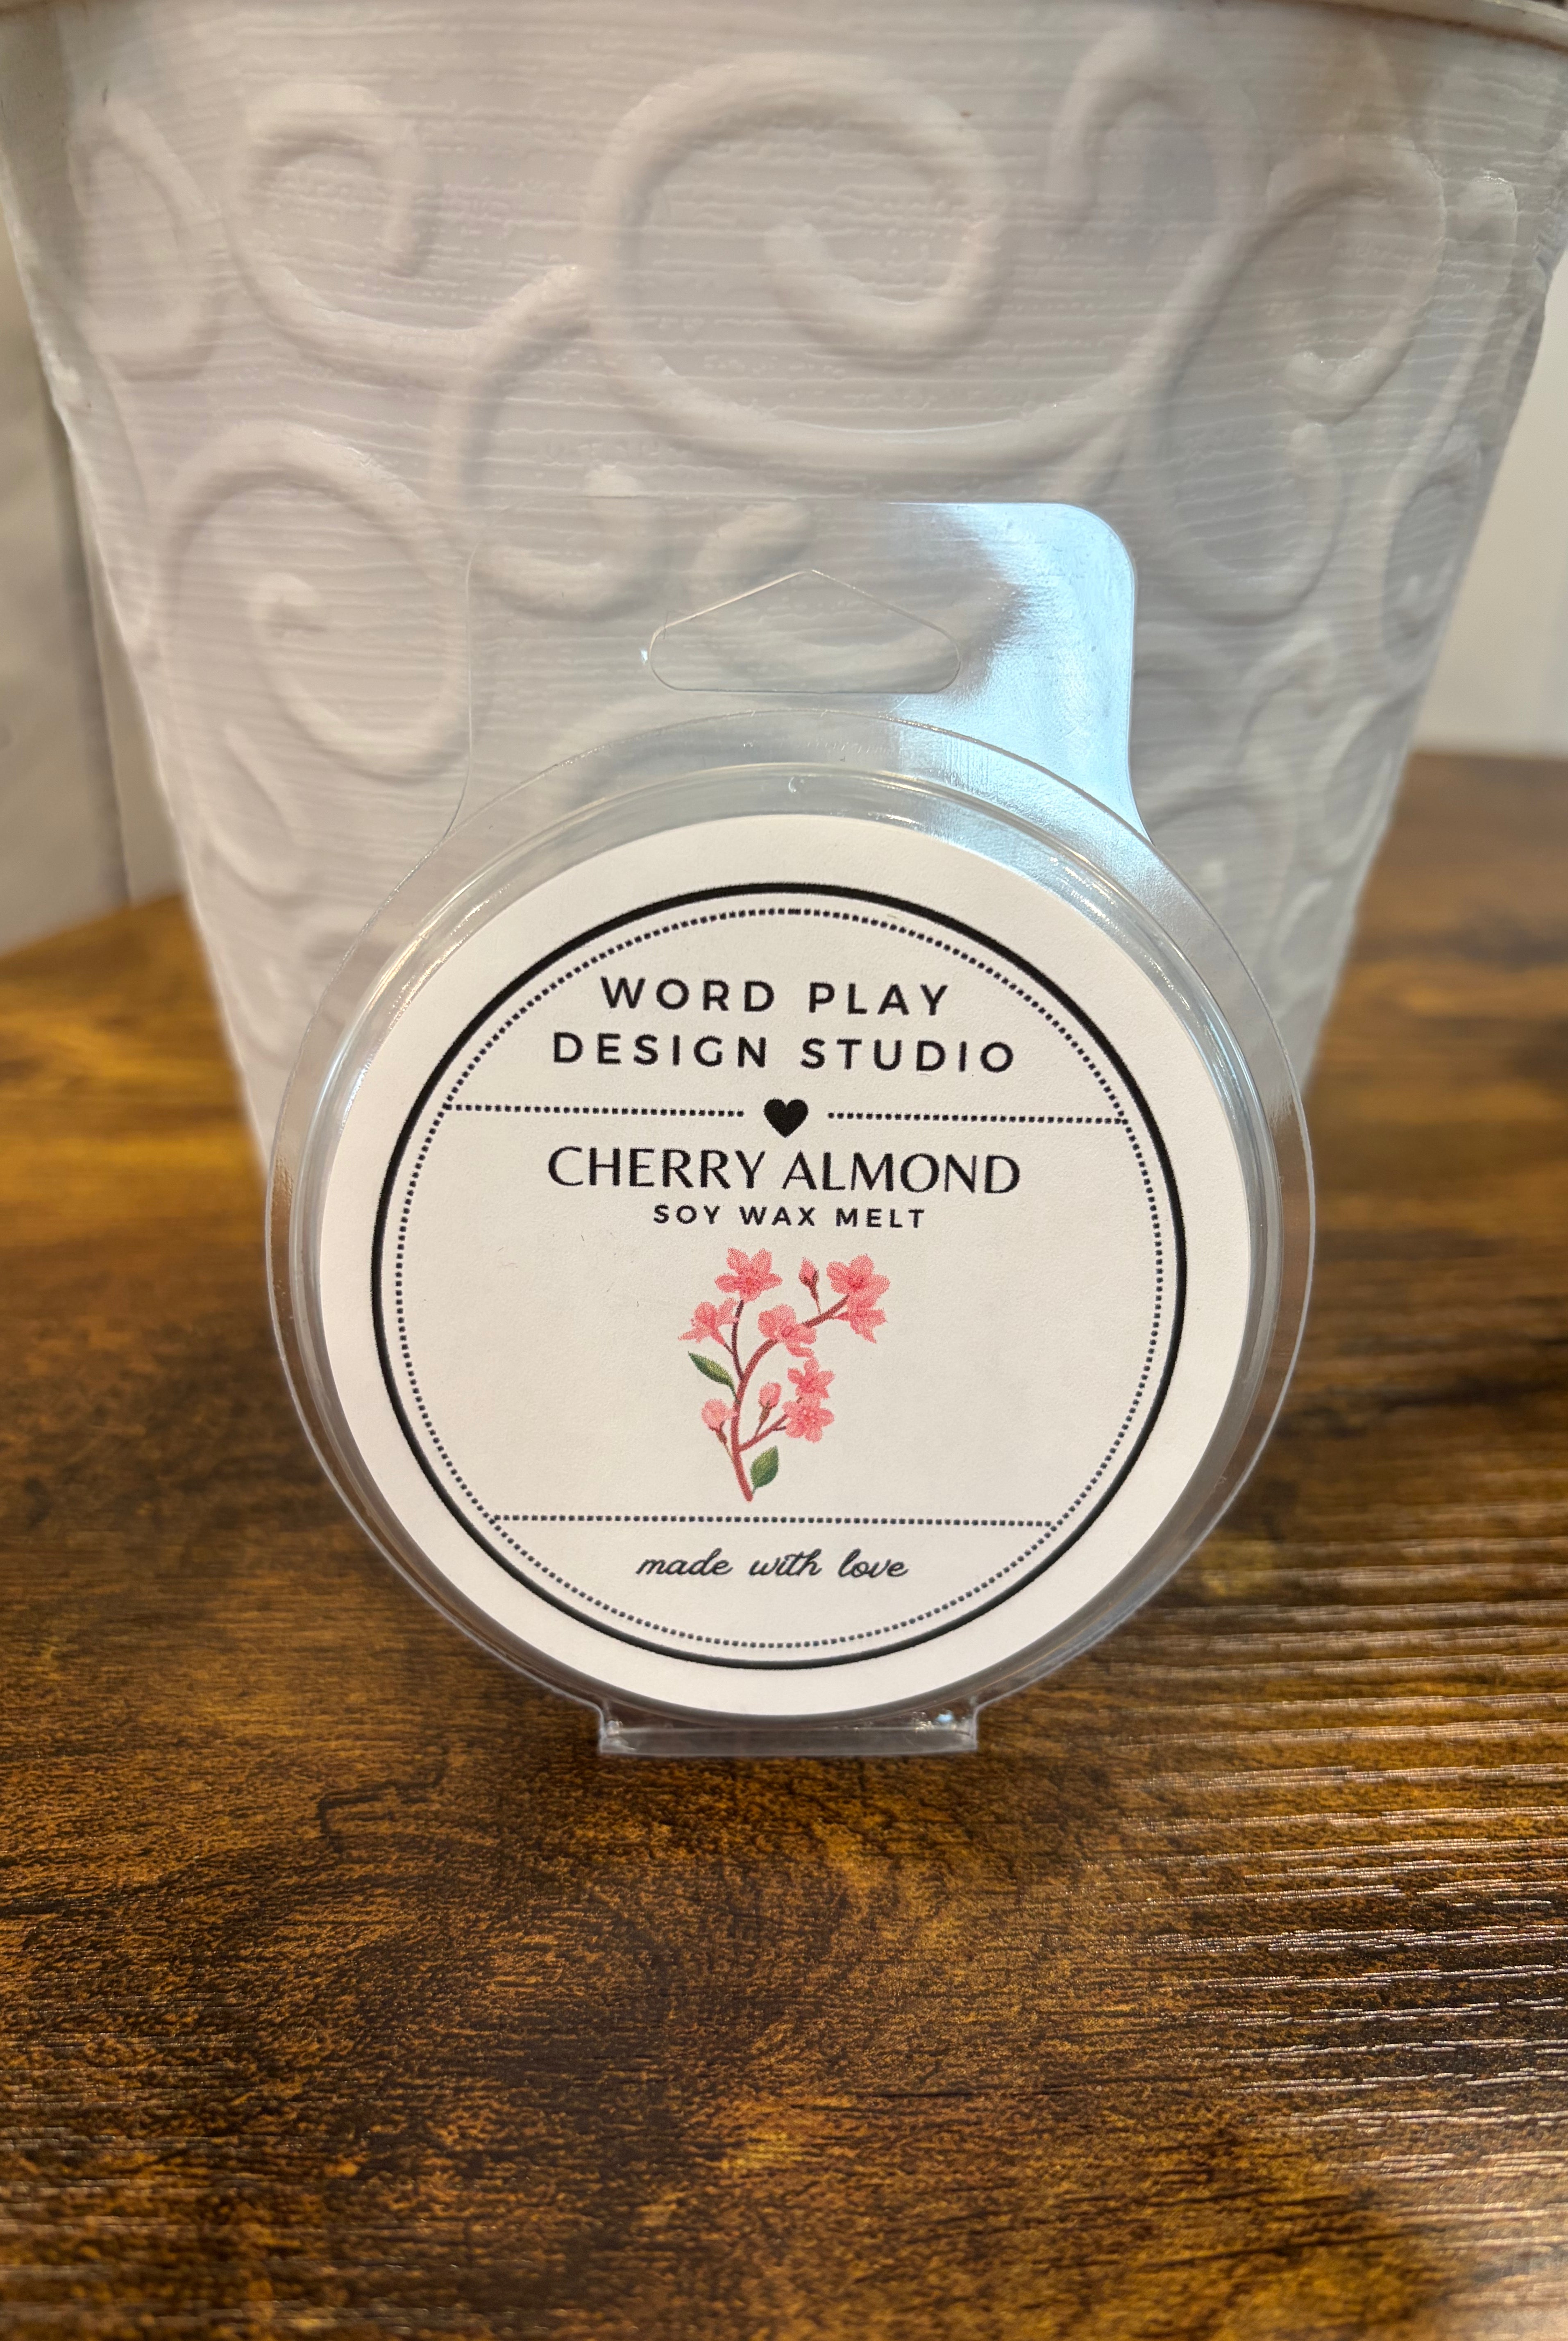 WORD PLAY
DESIGN STUDIO
CHERRY ALMOND
SOY WAX MELT
made with love